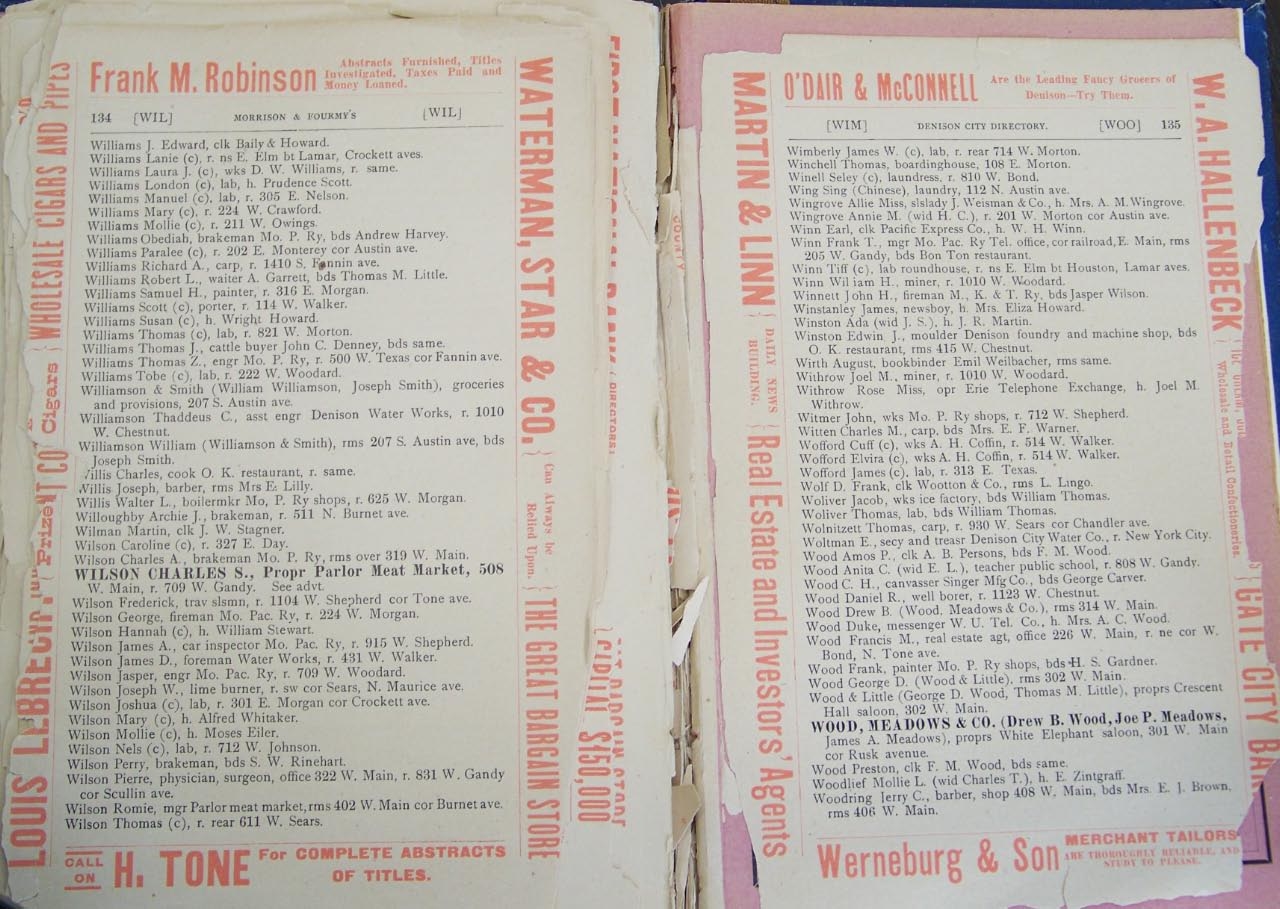 Frank M. Robinson
Abstracts Furnished, Titles
Investigated, Taxes Paid and
Money Loaned.
134 [WIL] MORRISON & FOURMY'S [WIL]
Williams J. Edward, clk Baily & Howard.
Williams Lanie (c), r. ns E. Elm bt Lamar, Crockett aves.
Williams Laura J. (c), wks D. W. Williams, r. same.
Williams London (c), lab, h. Prudence Scott.
Williams Manuel (c), lab, r. 305 E. Nelson.
Williams Mary (c), r. 224 W. Crawford.
Williams Mollie (c), r. 211 W. Owings.
Williams Obediah, brakeman Mo. P. Ry, bds Andrew Harvey.
Williams Paralee (c), r. 202 E. Monterey cor Austin ave.
Williams Richard A., carp, r. 1410 S. Fannin ave.
Williams Robert L., waiter A. Garrett, bds Thomas M. Little.
Williams Samuel H., painter, r. 316 E. Morgan.
Williams Scott (c), porter, r. 114 W. Walker.
Williams Susan (c), h. Wright Howard.
Williams Thomas (c), lab, r. 821 W. Morton.
Williams Thomas J., cattle buyer John C. Denney, bds same.
Williams Thomas Z., engr Mo. P. Ry, r. 500 W. Texas cor Fannin ave.
Williams Tobe (c), lab, r. 222 W. Woodard.
Williamson & Smith (William Williamson, Joseph Smith), groceries
and provisions, 207 S. Austin ave.
Williamson Thaddeus C., asst engr Denison Water Works, r. 1010
W. Chestnut.
Williamson William (Williamson & Smith), rms 207 S. Austin ave, bds
Joseph Smith.
Willis Charles, cook O. K. restaurant, r. same.
Willis Joseph, barber, rms Mrs E. Lilly.
Willis Walter L., boilermkr Mo, P. Ry shops, r. 625 W. Morgan.
Willoughby Archie J., brakeman, r. 511 N. Burnet ave.
Wilman Martin, clk J. W. Stagner.
Wilson Caroline (c), r. 327 E. Day.
Wilson Charles A., brakeman Mo. P. Ry, rms over 319 W. Main.
WILSON CHARLES S., Propr Parlor Meat Market, 508
W. Main, r. 709 W. Gandy. See advt.
Wilson Frederick, trav slsmn, r. 1104 W. Shepherd cor Tone ave.
Wilson George, fireman Mo. Pac. Ry, r. 224 W. Morgan.
Wilson Hannah (c), h. William Stewart.
Wilson James A., car inspector Mo. Pac. Ry, r. 915 W. Shepherd.
Wilson James D., foreman Water Works, r. 431 W. Walker.
Wilson Jasper, engr Mo. Pac. Ry, r. 709 W. Woodard.
Wilson Joseph W., lime burner, r. sw cor Sears, N. Maurice ave.
Wilson Joshua (c), lab, r. 301 E. Morgan cor Crockett ave.
Wilson Mary (c), h. Alfred Whitaker.
Wilson Mollie (c), h. Moses Eiler.
Wilson Nels (c), lab, r. 712 W. Johnson.
Wilson Perry, brakeman, bds S. W. Rinehart.
Wilson Pierre, physician, surgeon, office 322 W. Main, r. 831 W. Gandy
cor Scullin ave.
Wilson Romie, mgr Parlor meat market, rms 402 W. Main cor Burnet ave.
Wilson Thomas (c), r. rear 611 W. Sears.
CALL
ON
H. TONE
For COMPLETE ABSTRACTS
OF TITLES.
WHOLESALE CIGARS AND PIPES
Cigars
LOUIS
WATERMAN, STAR & CO.
Can Always be
Relied Upon.
THE GREAT BARGAIN STORE
CAPITAL $150,000
DIRECTORS:
COUNTY
MARTIN & LINN
DAILY NEWS
BUILDING.
Real Estate and Investors' Agents
O'DAIR & McCONNELL
Are the Leading Fancy Grocers of
Denison—Try Them.
[WIM] DENISON CITY DIRECTORY. [WOO] 135
Wimberly James W. (c), lab, r. rear 714 W. Morton.
Winchell Thomas, boardinghouse, 108 E. Morton.
Winell Seley (c), laundress, r. 810 W. Bond.
Wing Sing (Chinese), laundry, 112 N. Austin ave.
Wingrove Allie Miss, slslady J. Weisman & Co., h. Mrs. A. M. Wingrove.
Wingrove Annie M. (wid H. C.), r. 201 W. Morton cor Austin ave.
Winn Earl, clk Pacific Express Co., h. W. H. Winn.
Winn Frank T., mgr Mo. Pac. Ry Tel. office, cor railroad, E. Main, rms
205 W. Gandy, bds Bon Ton restaurant.
Winn Tiff (c), lab roundhouse, r. ns E. Elm bt Houston, Lamar aves.
Winn Wil iam H., miner, r. 1010 W. Woodard.
Winnett John H., fireman M., K. & T. Ry, bds Jasper Wilson.
Winstanley James, newsboy, h. Mrs. Eliza Howard.
Winston Ada (wid J. S.), h. J. R. Martin.
Winston Edwin J., moulder Denison foundry and machine shop, bds
O. K. restaurant, rms 415 W. Chestnut.
Wirth August, bookbinder Emil Weilbacher, rms same.
Withrow Joel M., miner, r. 1010 W. Woodard.
Withrow Rose Miss, opr Erie Telephone Exchange, h. Joel M.
Withrow.
Witmer John, wks Mo. P. Ry shops, r. 712 W. Shepherd.
Witten Charles M., carp, bds Mrs. E. F. Warner.
Wofford Cuff (c), wks A. H. Coffin, r. 514 W. Walker.
Wofford Elvira (c), wks A. H. Coffin, r. 514 W. Walker.
Wofford James (c), lab, r. 313 E. Texas.
Wolf D. Frank, clk Wootton & Co., rms L. Lingo.
Woliver Jacob, wks ice factory, bds William Thomas.
Woliver Thomas, lab, bds William Thomas.
Wolnitzett Thomas, carp, r. 930 W. Sears cor Chandler ave.
Woltman E., secy and treasr Denison City Water Co., r. New York City.
Wood Amos P., clk A. B. Persons, bds F. M. Wood.
Wood Anita C. (wid E. L.), teacher public school, r. 808 W. Gandy.
Wood C. H., canvasser Singer Mfg Co., bds George Carver.
Wood Daniel R., well borer, r. 1123 W. Chestnut.
Wood Drew B. (Wood, Meadows & Co.), rms 314 W. Main.
Wood Duke, messenger W. U. Tel. Co., h. Mrs. A. C. Wood.
Wood Francis M., real estate agt, office 226 W. Main, r. ne cor W.
Bond, N. Tone ave.
Wood Frank, painter Mo. P. Ry shops, bds H. S. Gardner.
Wood George D. (Wood & Little), rms 302 W. Main.
Wood & Little (George D. Wood, Thomas M. Little), proprs Crescent
Hall saloon, 302 W. Main.
WOOD, MEADOWS & CO. (Drew B. Wood, Joe P. Meadows,
James A. Meadows), proprs White Elephant saloon, 301 W. Main
cor Rusk avenue.
Wood Preston, clk F. M. Wood, bds same.
Woodlief Mollie L. (wid Charles T.), h. E. Zintgraff.
Woodring Jerry C., barber, shop 408 W. Main, bds Mrs. E. J. Brown,
rms 406 W. Main.
Werneburg & Son
MERCHANT TAILORS
ARE THOROUGHLY RELIABLE, AND
STUDY TO PLEASE.
W. A. HALLENBECK
Wholesale and Retail Confectioneries.
GATE CITY